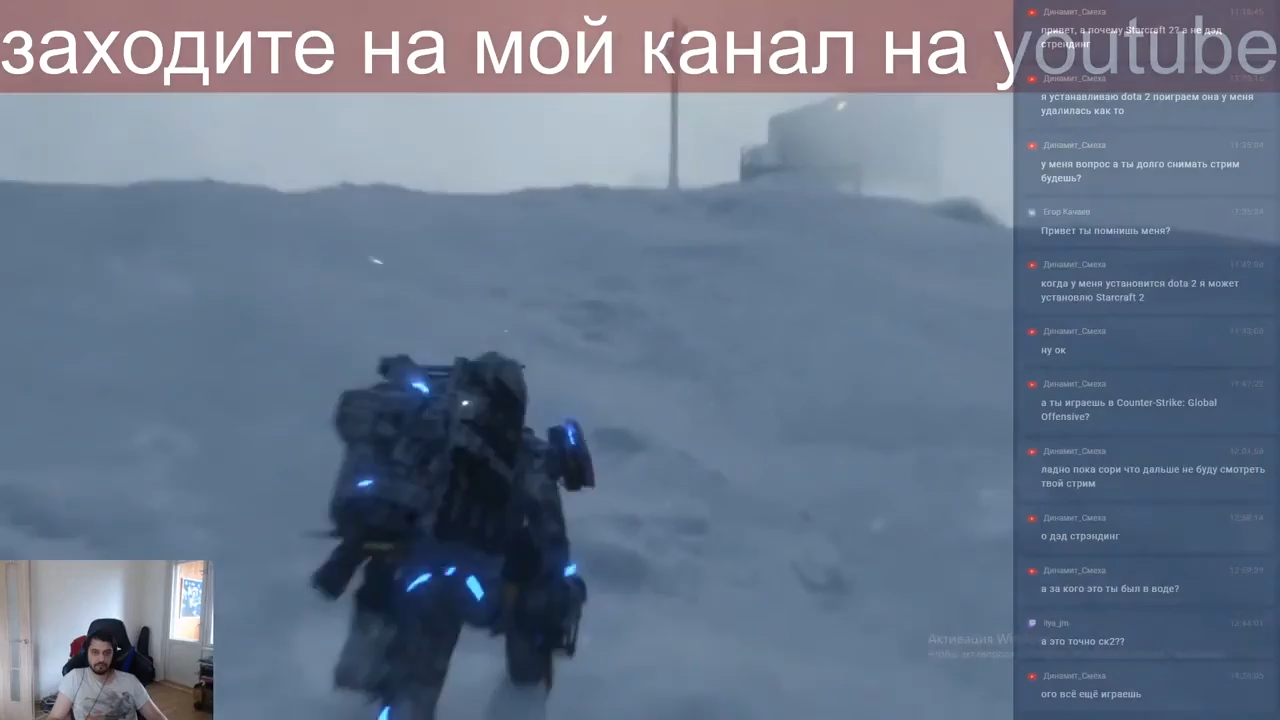 заходите на мой канал на youtube
Динамит_Смеха
привет, а почему Starcraft 2? а не дэд
стрендинг
Динамит_Смеха
я устанавливаю dota 2 поиграем она у меня
удалилась как то
Динамит_Смеха
у меня вопрос а ты долго снимать стрим
будешь?
Егор Качаев
Привет ты помнишь меня?
Динамит_Смеха
когда у меня установится dota 2 я может
установлю Starcraft 2
Динамит_Смеха
ну ок
Динамит_Смеха
а ты играешь в Counter-Strike: Global
Offensive?
Динамит_Смеха
ладно пока сори что дальше не буду смотреть
твой стрим
Динамит_Смеха
о дэд стрэндинг
Динамит_Смеха
а за кого это ты был в воде?
ilya_jm
а это точно ск2??
Динамит_Смеха
ого всё ещё играешь
Активация